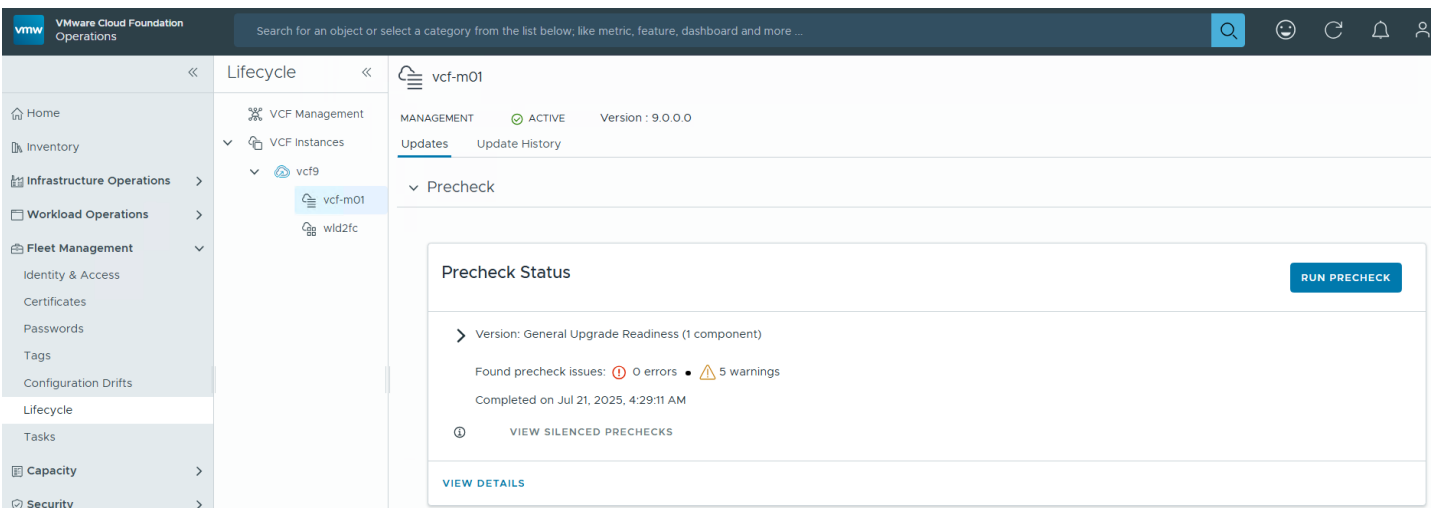 vmw
VMware Cloud Foundation
Operations
Search for an object or select a category from the list below; like metric, feature, dashboard and more ...
Home
Inventory
Infrastructure Operations
Workload Operations
Fleet Management
Identity & Access
Certificates
Passwords
Tags
Configuration Drifts
Lifecycle
Tasks
Capacity
Security
Lifecycle
VCF Management
VCF Instances
vcf9
vcf-m01
wld2fc
vcf-m01
MANAGEMENT ACTIVE Version : 9.0.0.0
Updates Update History
Precheck
Precheck Status
RUN PRECHECK
Version: General Upgrade Readiness (1 component)
Found precheck issues: 0 errors • 5 warnings
Completed on Jul 21, 2025, 4:29:11 AM
VIEW SILENCED PRECHECKS
VIEW DETAILS